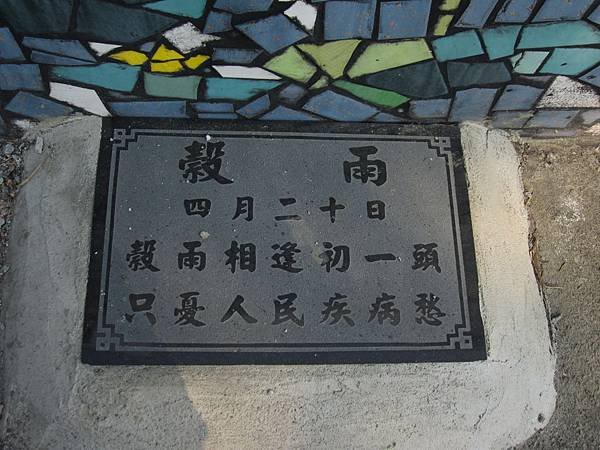 穀雨
四月二十日
穀雨相逢初一頭
只憂人民疾病愁